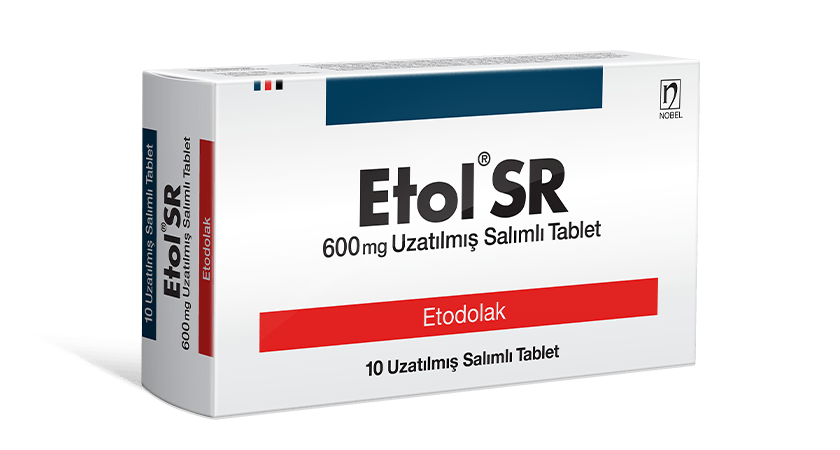 NOBEL
Etol® SR
600 mg Uzatılmış Salımlı Tablet
Etodolak
10 Uzatılmış Salımlı Tablet
10 Uzatılmış Salımlı Tablet
Etol® SR
600 mg Uzatılmış Salımlı Tablet
Etodolak